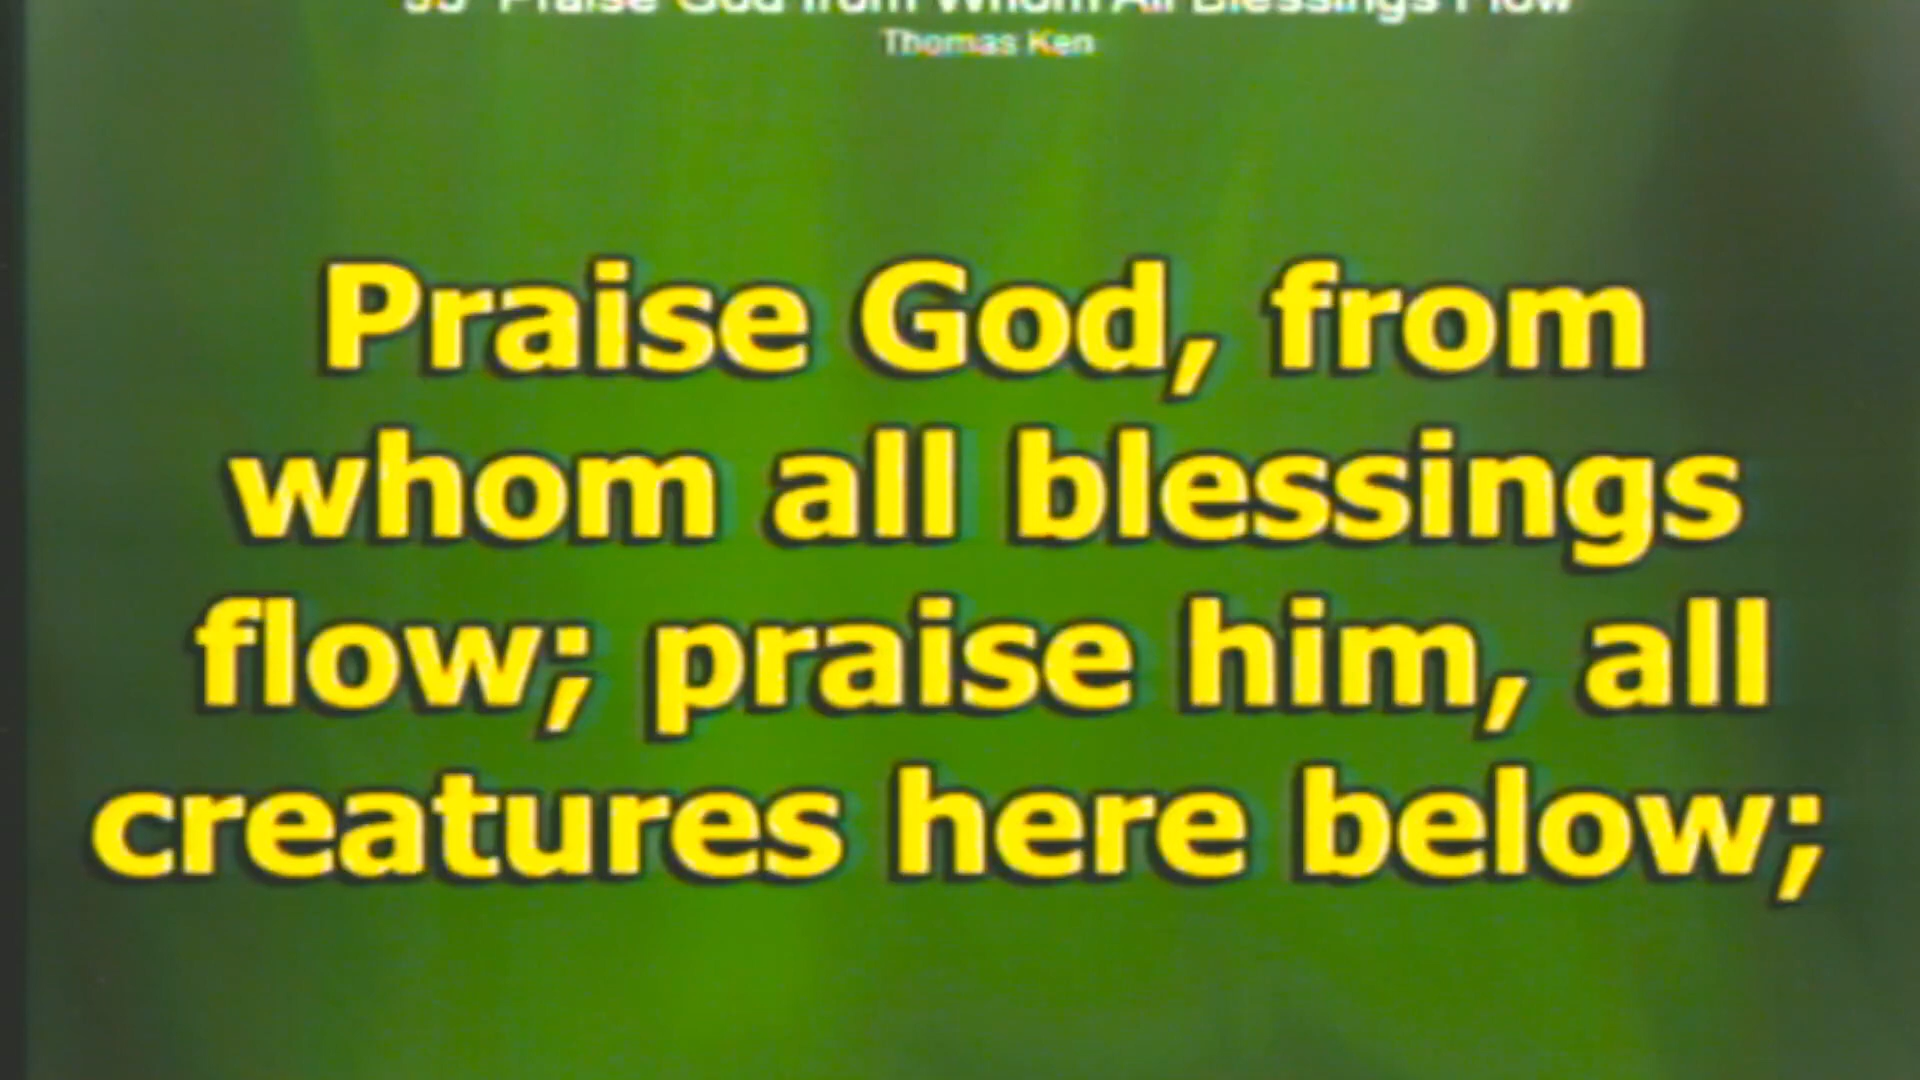 Praise God from Whom All Blessings Flow
Thomas Ken
Praise God, from
whom all blessings
flow; praise him, all
creatures here below;